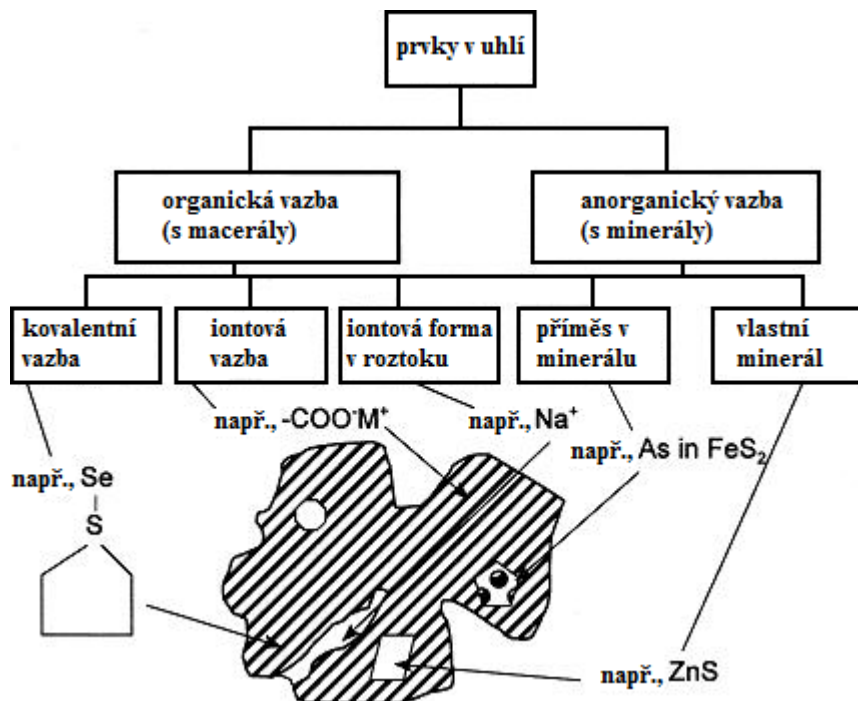 prvky v uhlí
organická vazba
(s macerály)
anorganický vazba
(s minerály)
kovalentní
vazba
iontová
vazba
iontová forma
v roztoku
příměs v
minerálu
vlastní
minerál
např., -COO⁻M⁺
např., Na⁺
např., As in FeS₂
např., Se
S
např., ZnS